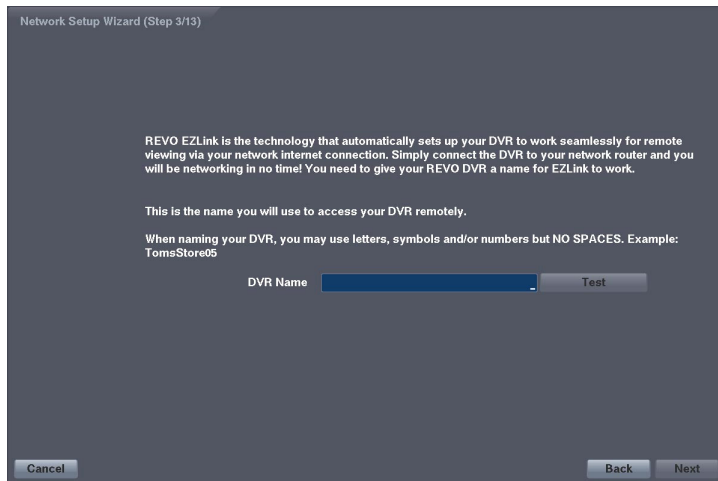 Network Setup Wizard (Step 3/13)
REVO EZLink is the technology that automatically sets up your DVR to work seamlessly for remote
viewing via your network internet connection. Simply connect the DVR to your network router and you
will be networking in no time! You need to give your REVO DVR a name for EZLink to work.
This is the name you will use to access your DVR remotely.
When naming your DVR, you may use letters, symbols and/or numbers but NO SPACES. Example:
TomsStore05
DVR Name
Test
Cancel
Back
Next